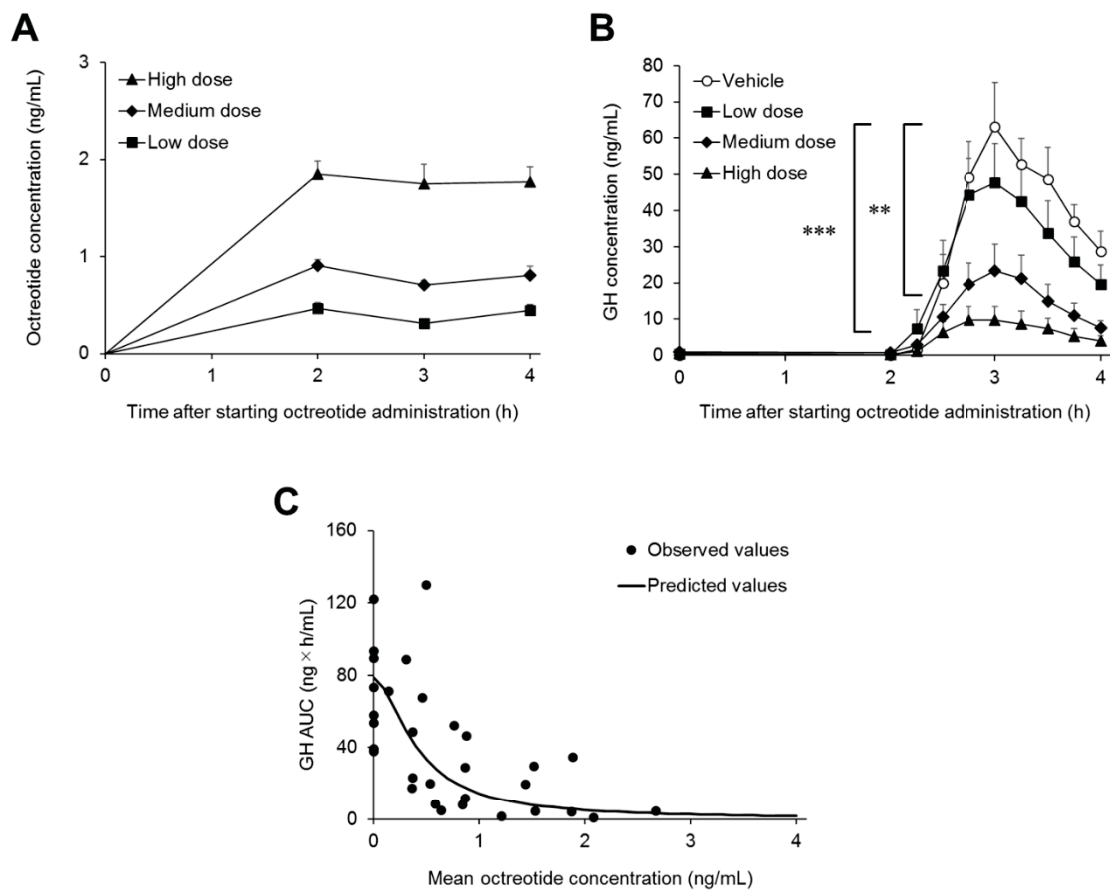 A
Octreotide concentration (ng/mL)
3
2
1
0
High dose
Medium dose
Low dose
0 1 2 3 4
Time after starting octreotide administration (h)
B
GH concentration (ng/mL)
80
70
60
50
40
30
20
10
0
Vehicle
Low dose
Medium dose
High dose
***
**
0 1 2 3 4
Time after starting octreotide administration (h)
C
GH AUC (ng × h/mL)
160
120
80
40
0
Observed values
Predicted values
0 1 2 3 4
Mean octreotide concentration (ng/mL)